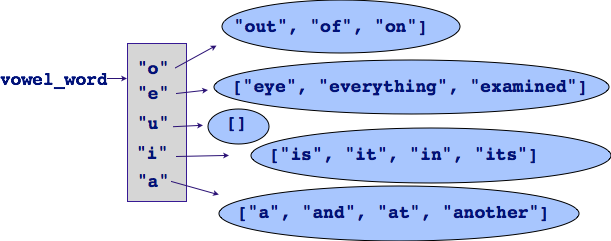 "out", "of", "on"]
vowel_word
"o"
"e"
"u"
"i"
"a"
["eye", "everything", "examined"]
[]
["is", "it", "in", "its"]
["a", "and", "at", "another"]